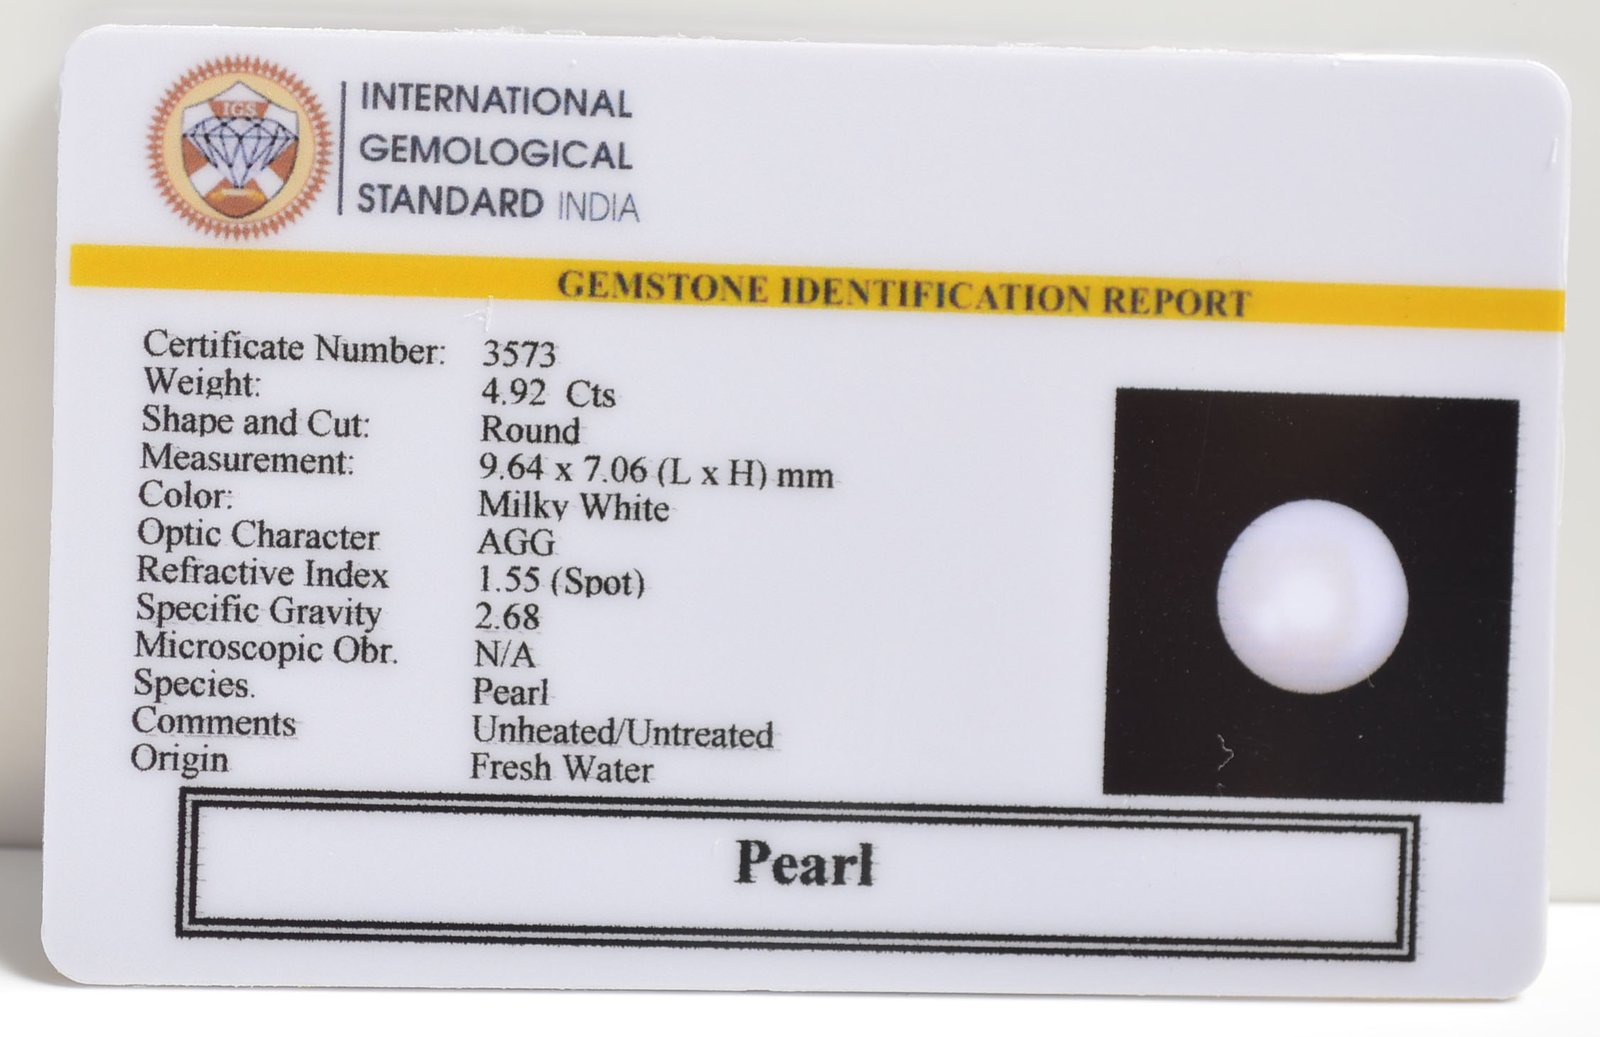 IGS
INTERNATIONAL
GEMOLOGICAL
STANDARD INDIA
GEMSTONE IDENTIFICATION REPORT
Certificate Number: 3573
Weight: 4.92 Cts
Shape and Cut: Round
Measurement: 9.64 x 7.06 (L x H) mm
Color: Milky White
Optic Character AGG
Refractive Index 1.55 (Spot)
Specific Gravity 2.68
Microscopic Obr. N/A
Species. Pearl
Comments Unheated/Untreated
Origin Fresh Water
Pearl